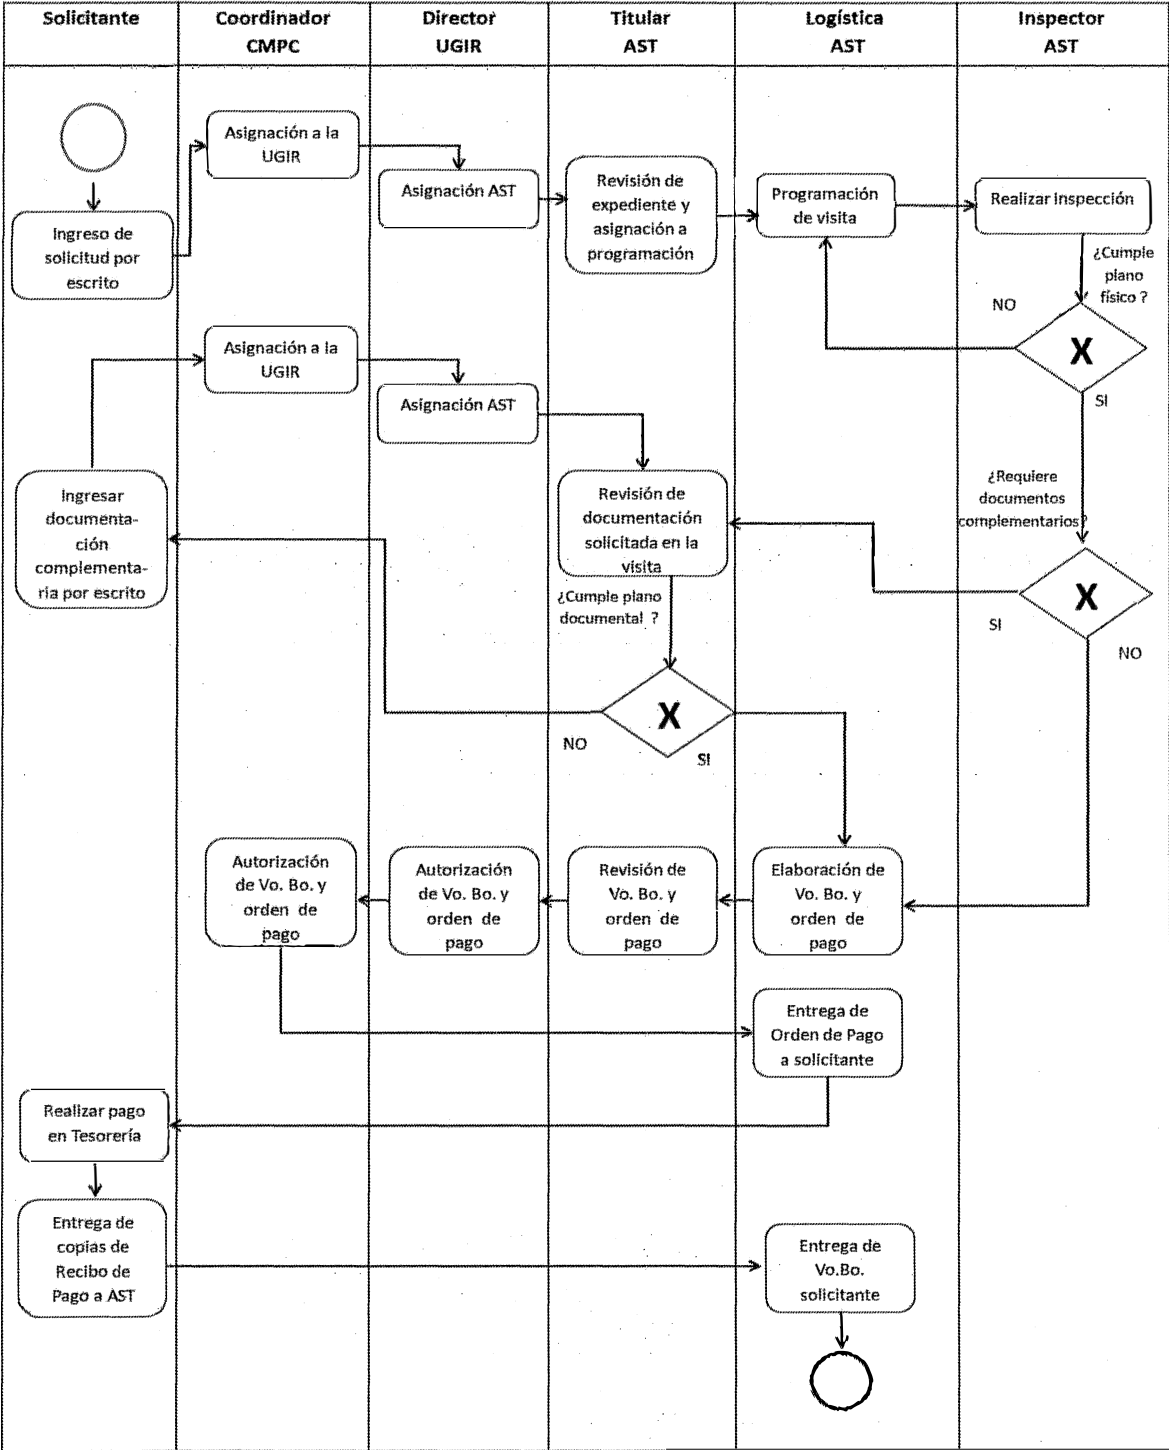 Solicitante
Coordinador
CMPC
Director
UGIR
Titular
AST
Logística
AST
Inspector
AST
Asignación a la
UGIR
Asignación AST
Revisión de
expediente y
asignación a
programación
Programación
de visita
Realizar Inspección
Ingreso de
solicitud por
escrito
¿Cumple
plano
físico ?
NO
X
SI
Asignación a la
UGIR
Asignación AST
Ingresar
documenta-
ción
complementa-
ria por escrito
Revisión de
documentación
solicitada en la
visita
¿Requiere
documentos
complementarios?
X
SI
NO
¿Cumple plano
documental ?
X
NO
SI
Autorización
de Vo. Bo. y
orden de
pago
Autorización
de Vo. Bo. y
orden de
pago
Revisión de
Vo. Bo. y
orden de
pago
Elaboración de
Vo. Bo. y
orden de
pago
Entrega de
Orden de Pago
a solicitante
Realizar pago
en Tesorería
Entrega de
copias de
Recibo de
Pago a AST
Entrega de
Vo.Bo.
solicitante